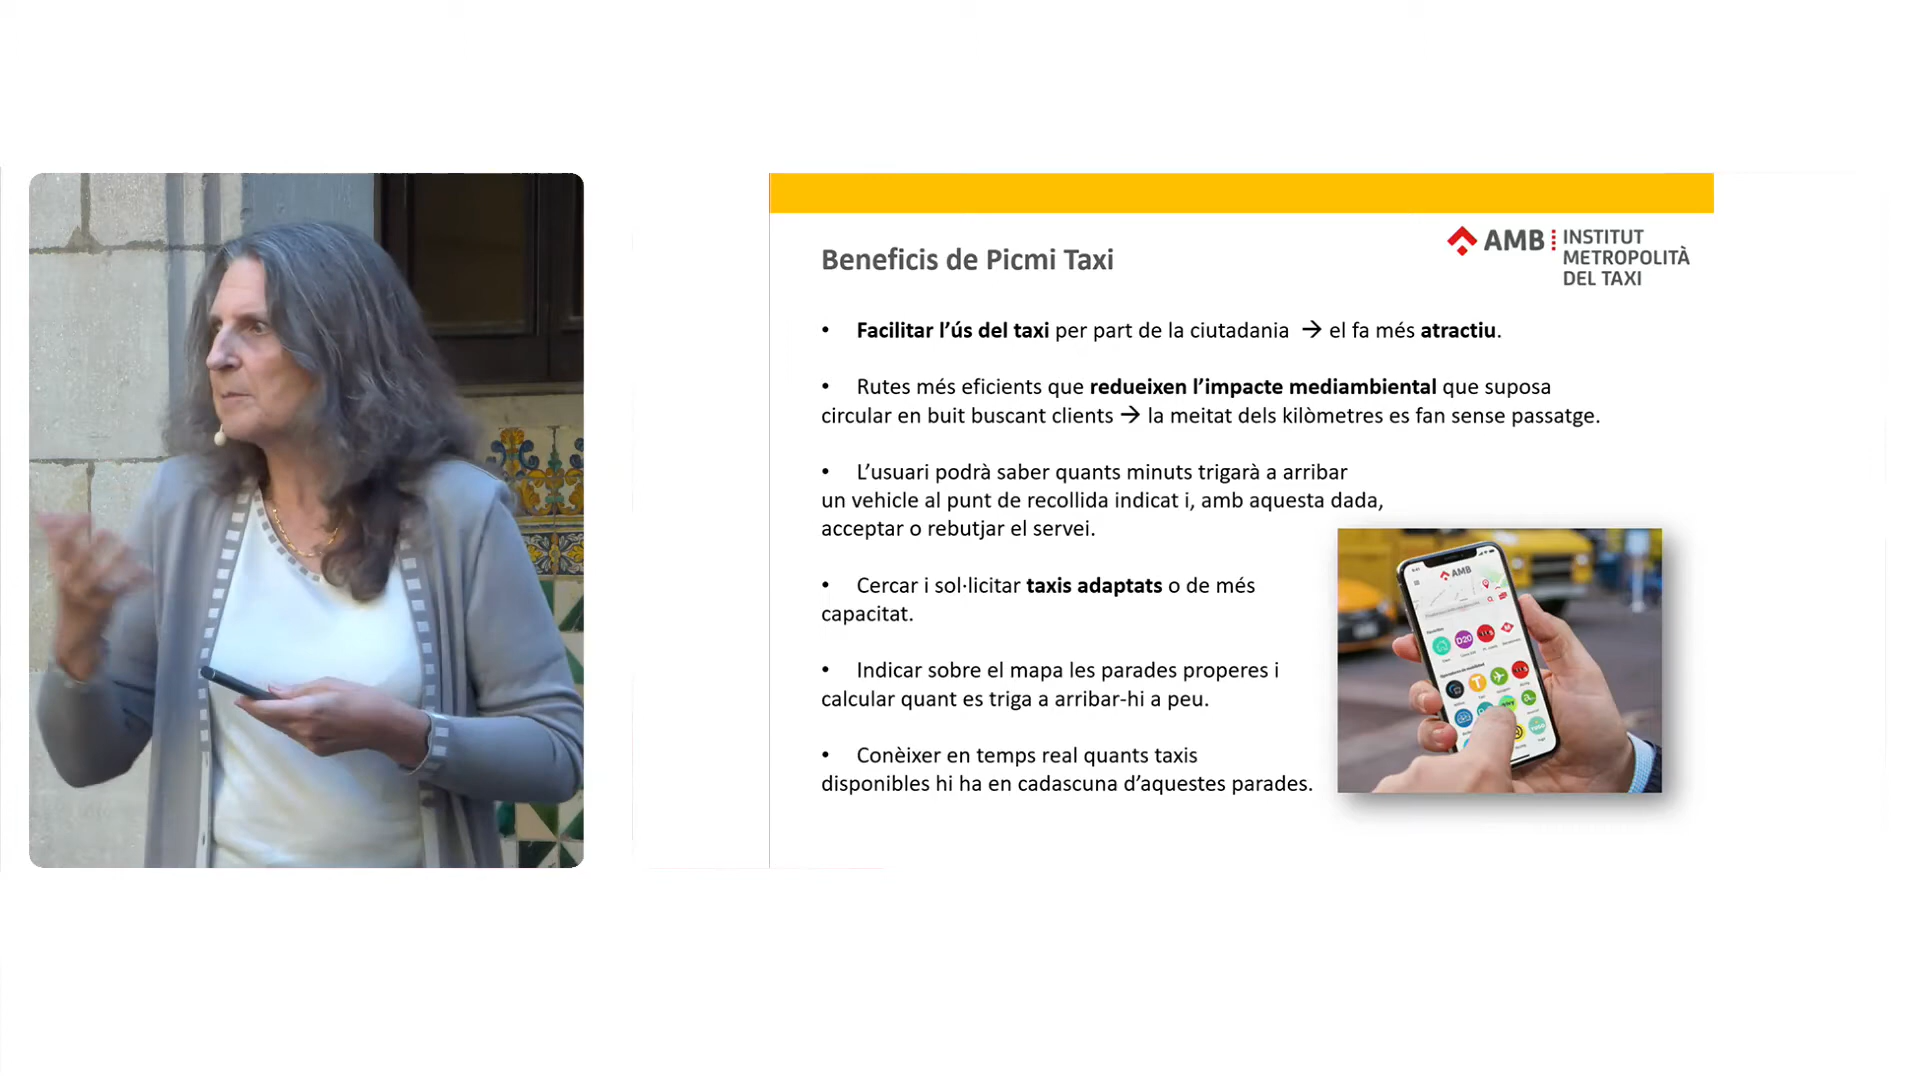 AMB INSTITUT
METROPOLITÀ
DEL TAXI
Beneficis de Picmi Taxi
• Facilitar l’ús del taxi per part de la ciutadania → el fa més atractiu.
• Rutes més eficients que redueixen l’impacte mediambiental que suposa
circular en buit buscant clients → la meitat dels kilòmetres es fan sense passatge.
• L’usuari podrà saber quants minuts trigarà a arribar
un vehicle al punt de recollida indicat i, amb aquesta dada,
acceptar o rebutjar el servei.
• Cercar i sol·licitar taxis adaptats o de més
capacitat.
• Indicar sobre el mapa les parades properes i
calcular quant es triga a arribar-hi a peu.
• Conèixer en temps real quants taxis
disponibles hi ha en cadascuna d’aquestes parades.
AMB
D20